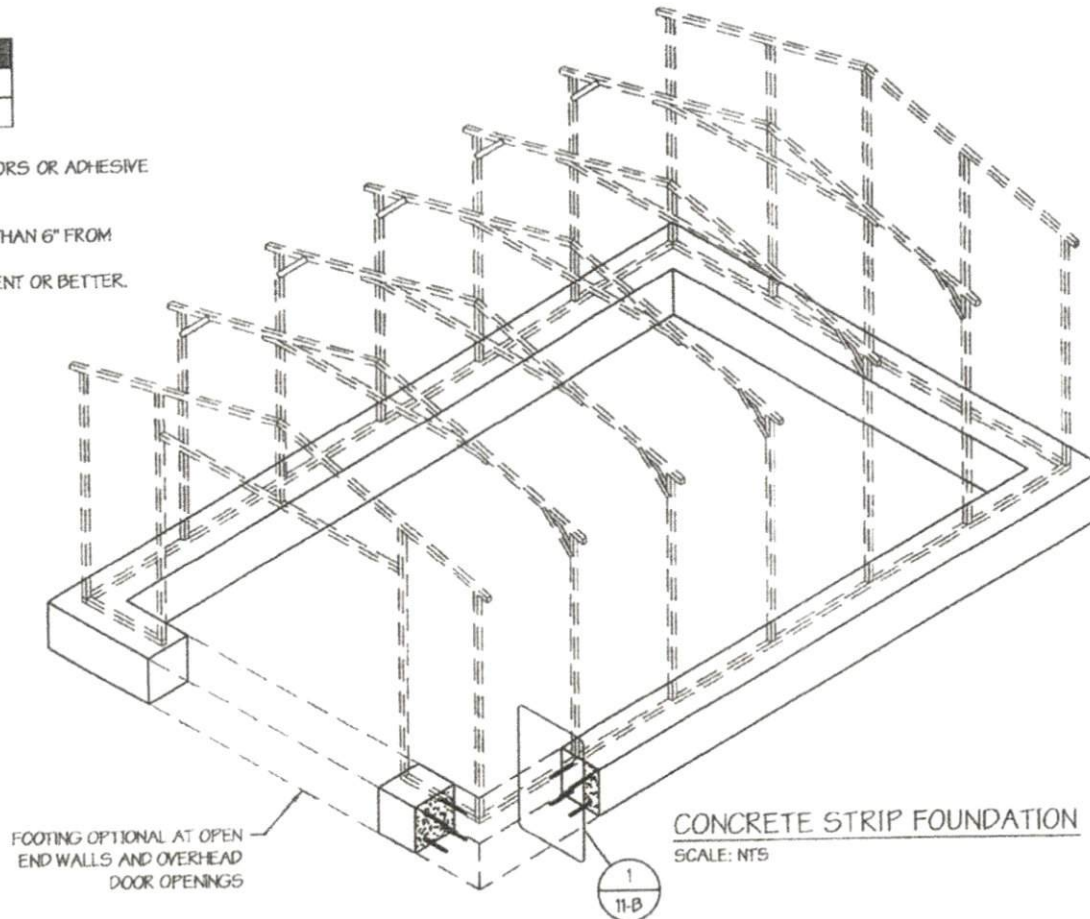 ORS OR ADHESIVE
THAN 6" FROM
ENT OR BETTER.
FOOTING OPTIONAL AT OPEN
END WALLS AND OVERHEAD
DOOR OPENINGS
CONCRETE STRIP FOUNDATION
SCALE: NTS
1
11-B